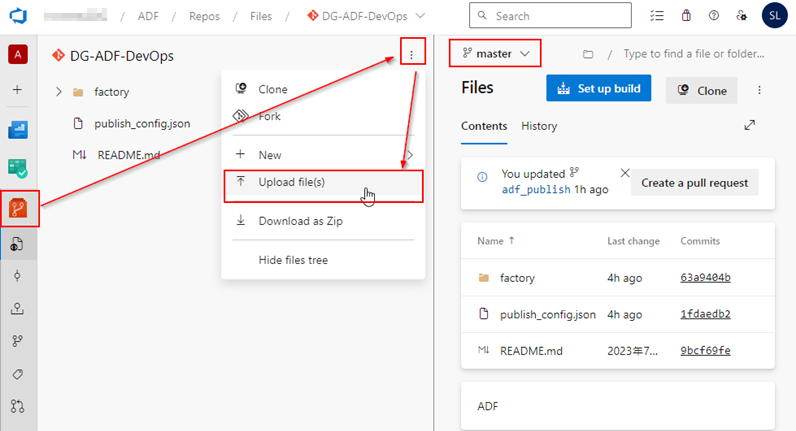 ADF / Repos / Files / DG-ADF-DevOps
Search
SL
A
DG-ADF-DevOps
factory
publish_config.json
README.md
Clone
Fork
New
Upload file(s)
Download as Zip
Hide files tree
master
/ Type to find a file or folder...
Files
Set up build
Clone
Contents
History
You updated
adf_publish 1h ago
Create a pull request
Name ↑ Last change Commits
factory 4h ago 63a9404b
publish_config.json 4h ago 1fdaedb2
README.md 2023年7... 9bcf69fe
ADF